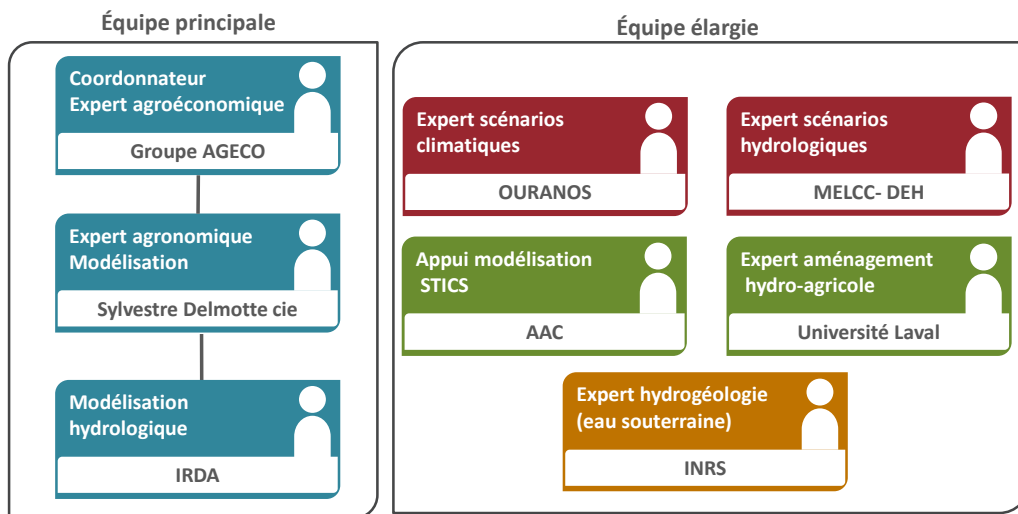 Équipe principale
Coordonnateur
Expert agroéconomique
Groupe AGECO
Expert agronomique
Modélisation
Sylvestre Delmotte cie
Modélisation
hydrologique
IRDA
Équipe élargie
Expert scénarios
climatiques
OURANOS
Expert scénarios
hydrologiques
MELCC- DEH
Appui modélisation
STICS
AAC
Expert aménagement
hydro-agricole
Université Laval
Expert hydrogéologie
(eau souterraine)
INRS